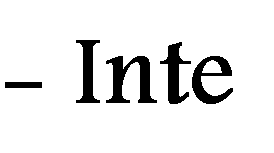 – Inte